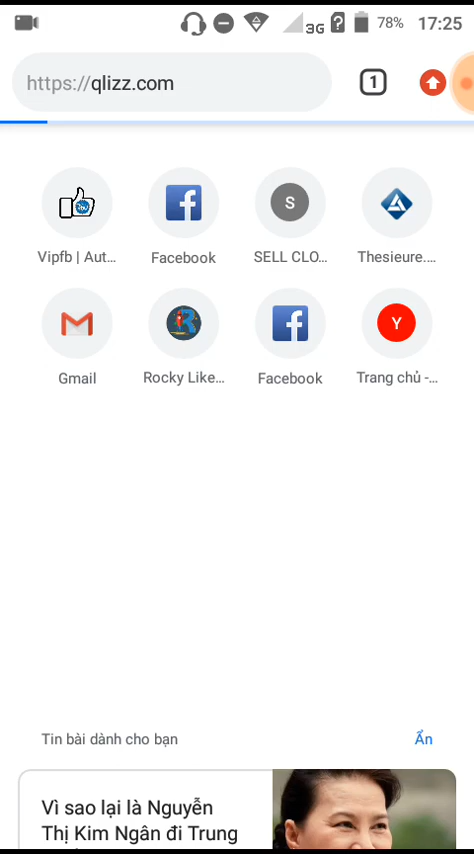 3G 78% 17:25
https://qlizz.com
1
S
Vipfb | Aut...
Facebook
SELL CLO...
Thesieure....
R
Y
Gmail
Rocky Like...
Facebook
Trang chủ -...
Tin bài dành cho bạn
Ẩn
Vì sao lại là Nguyễn
Thị Kim Ngân đi Trung